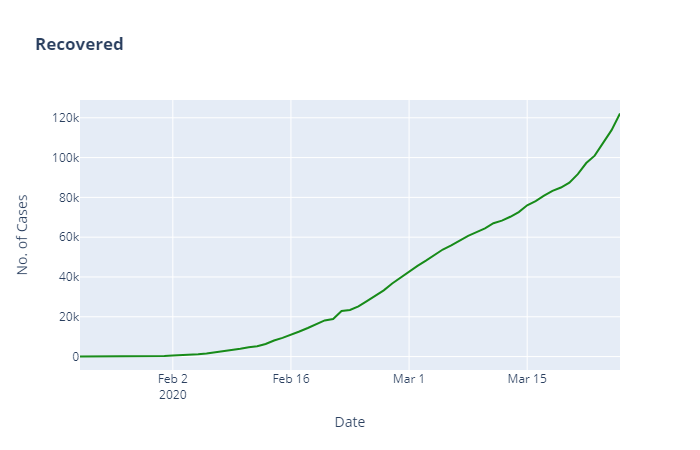 Recovered
120k
100k
80k
60k
40k
20k
0
No. of Cases
Feb 2 Feb 16 Mar 1 Mar 15
2020
Date